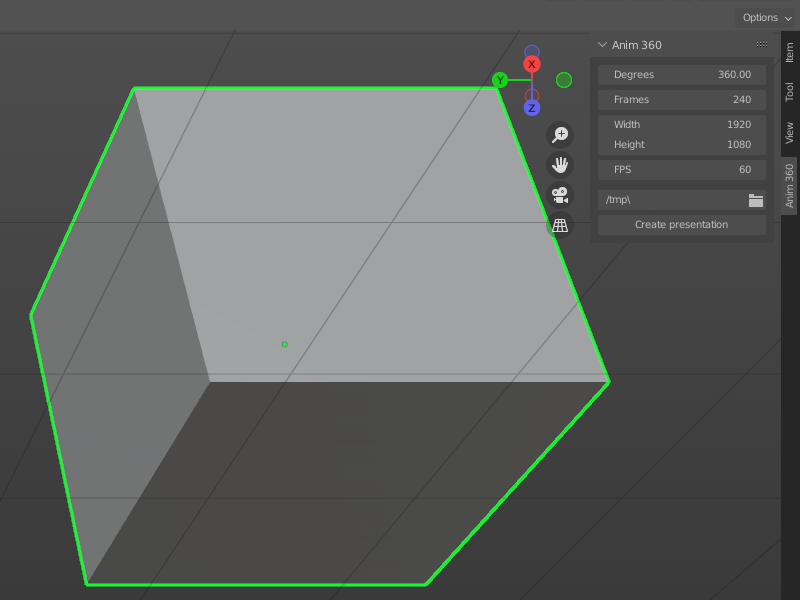 Options
Anim 360
Degrees 360.00
Frames 240
Width 1920
Height 1080
FPS 60
/tmp\
Create presentation
X
Y
Z
Item
Tool
View
Anim 360